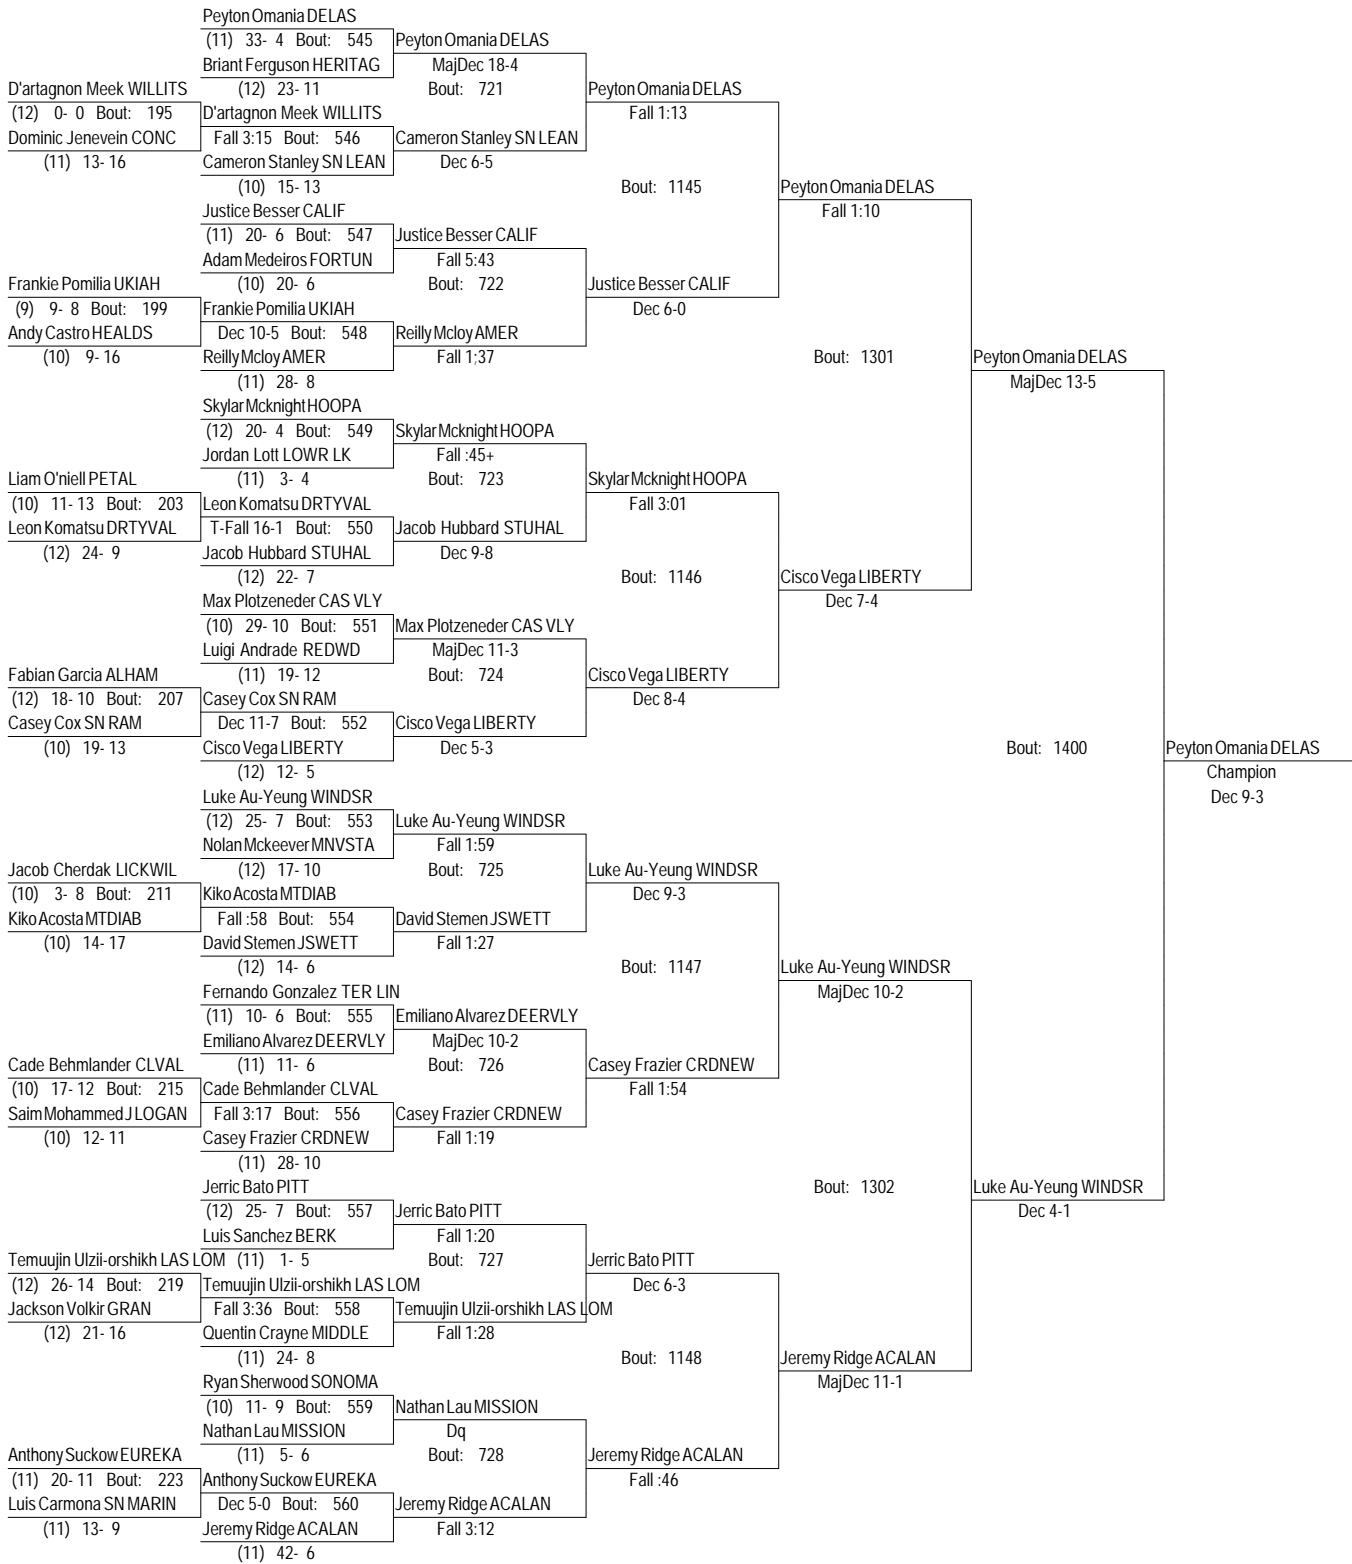 Peyton Omania DELAS
(11) 33- 4 Bout: 545 Peyton Omania DELAS
Briant Ferguson HERITAG MajDec 18-4
D'artagnon Meek WILLITS (12) 23- 11 Bout: 721 Peyton Omania DELAS
(12) 0- 0 Bout: 195 D'artagnon Meek WILLITS Fall 1:13
Dominic Jenevein CONC Fall 3:15 Bout: 546 Cameron Stanley SN LEAN
(11) 13- 16 Cameron Stanley SN LEAN Dec 6-5
(10) 15- 13 Bout: 1145 Peyton Omania DELAS
Justice Besser CALIF Fall 1:10
(11) 20- 6 Bout: 547 Justice Besser CALIF
Adam Medeiros FORTUN Fall 5:43
Frankie Pomilia UKIAH (10) 20- 6 Bout: 722 Justice Besser CALIF
(9) 9- 8 Bout: 199 Frankie Pomilia UKIAH Dec 6-0
Andy Castro HEALDS Dec 10-5 Bout: 548 Reilly Mcloy AMER
(10) 9- 16 Reilly Mcloy AMER Fall 1;37 Bout: 1301 Peyton Omania DELAS
(11) 28- 8 MajDec 13-5
Skylar Mcknight HOOPA
(12) 20- 4 Bout: 549 Skylar Mcknight HOOPA
Jordan Lott LOWR LK Fall :45+
Liam O'niell PETAL (11) 3- 4 Bout: 723 Skylar Mcknight HOOPA
(10) 11- 13 Bout: 203 Leon Komatsu DRTYVAL Fall 3:01
Leon Komatsu DRTYVAL T-Fall 16-1 Bout: 550 Jacob Hubbard STUHAL
(12) 24- 9 Jacob Hubbard STUHAL Dec 9-8
(12) 22- 7 Bout: 1146 Cisco Vega LIBERTY
Max Plotzeneder CAS VLY Dec 7-4
(10) 29- 10 Bout: 551 Max Plotzeneder CAS VLY
Luigi Andrade REDWD MajDec 11-3
Fabian Garcia ALHAM (11) 19- 12 Bout: 724 Cisco Vega LIBERTY
(12) 18- 10 Bout: 207 Casey Cox SN RAM Dec 8-4
Casey Cox SN RAM Dec 11-7 Bout: 552 Cisco Vega LIBERTY
(10) 19- 13 Cisco Vega LIBERTY Dec 5-3 Bout: 1400 Peyton Omania DELAS
(12) 12- 5 Champion
Luke Au-Yeung WINDSR Dec 9-3
(12) 25- 7 Bout: 553 Luke Au-Yeung WINDSR
Nolan Mckeever MNVSTA Fall 1:59
Jacob Cherdak LICKWIL (12) 17- 10 Bout: 725 Luke Au-Yeung WINDSR
(10) 3- 8 Bout: 211 Kiko Acosta MTDIAB Dec 9-3
Kiko Acosta MTDIAB Fall :58 Bout: 554 David Stemen JSWETT
(10) 14- 17 David Stemen JSWETT Fall 1:27
(12) 14- 6 Bout: 1147 Luke Au-Yeung WINDSR
Fernando Gonzalez TER LIN MajDec 10-2
(11) 10- 6 Bout: 555 Emiliano Alvarez DEERVLY
Emiliano Alvarez DEERVLY MajDec 10-2
Cade Behmlander CLVAL (11) 11- 6 Bout: 726 Casey Frazier CRDNEW
(10) 17- 12 Bout: 215 Cade Behmlander CLVAL Fall 1:54
Saim Mohammed J LOGAN Fall 3:17 Bout: 556 Casey Frazier CRDNEW
(10) 12- 11 Casey Frazier CRDNEW Fall 1:19
(11) 28- 10
Jerric Bato PITT Bout: 1302 Luke Au-Yeung WINDSR
(12) 25- 7 Bout: 557 Jerric Bato PITT Dec 4-1
Luis Sanchez BERK Fall 1:20
Temuujin Ulzii-orshikh LAS LOM (11) 1- 5 Bout: 727 Jerric Bato PITT
(12) 26- 14 Bout: 219 Temuujin Ulzii-orshikh LAS LOM Dec 6-3
Jackson Volkir GRAN Fall 3:36 Bout: 558 Temuujin Ulzii-orshikh LAS LOM
(12) 21- 16 Quentin Crayne MIDDLE Fall 1:28
(11) 24- 8 Bout: 1148 Jeremy Ridge ACALAN
Ryan Sherwood SONOMA MajDec 11-1
(10) 11- 9 Bout: 559 Nathan Lau MISSION
Nathan Lau MISSION Dq
Anthony Suckow EUREKA (11) 5- 6 Bout: 728 Jeremy Ridge ACALAN
(11) 20- 11 Bout: 223 Anthony Suckow EUREKA Fall :46
Luis Carmona SN MARIN Dec 5-0 Bout: 560 Jeremy Ridge ACALAN
(11) 13- 9 Jeremy Ridge ACALAN Fall 3:12
(11) 42- 6